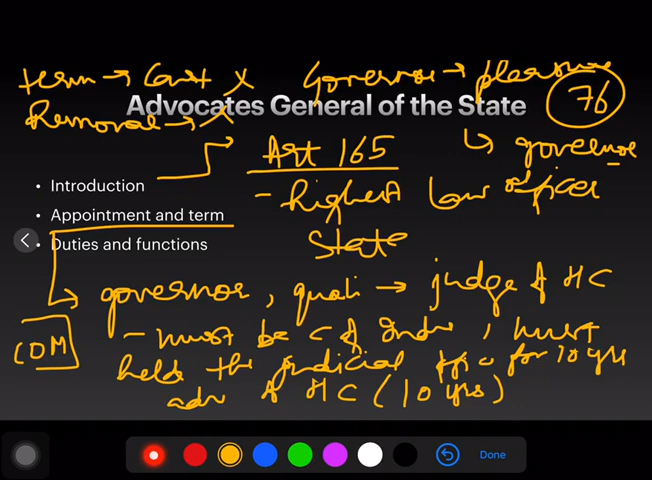 term → Const X Governor → pleasure
Removal → X
Advocates General of the State
76
↳ governor
Art 165
• Introduction
- highest law officer
State
• Appointment and term
• Duties and functions
↳ governor, quali → judge of HC
- must be C of India, must
COM
held the judicial office for 10 yrs
adv of HC (10 yrs)
Done